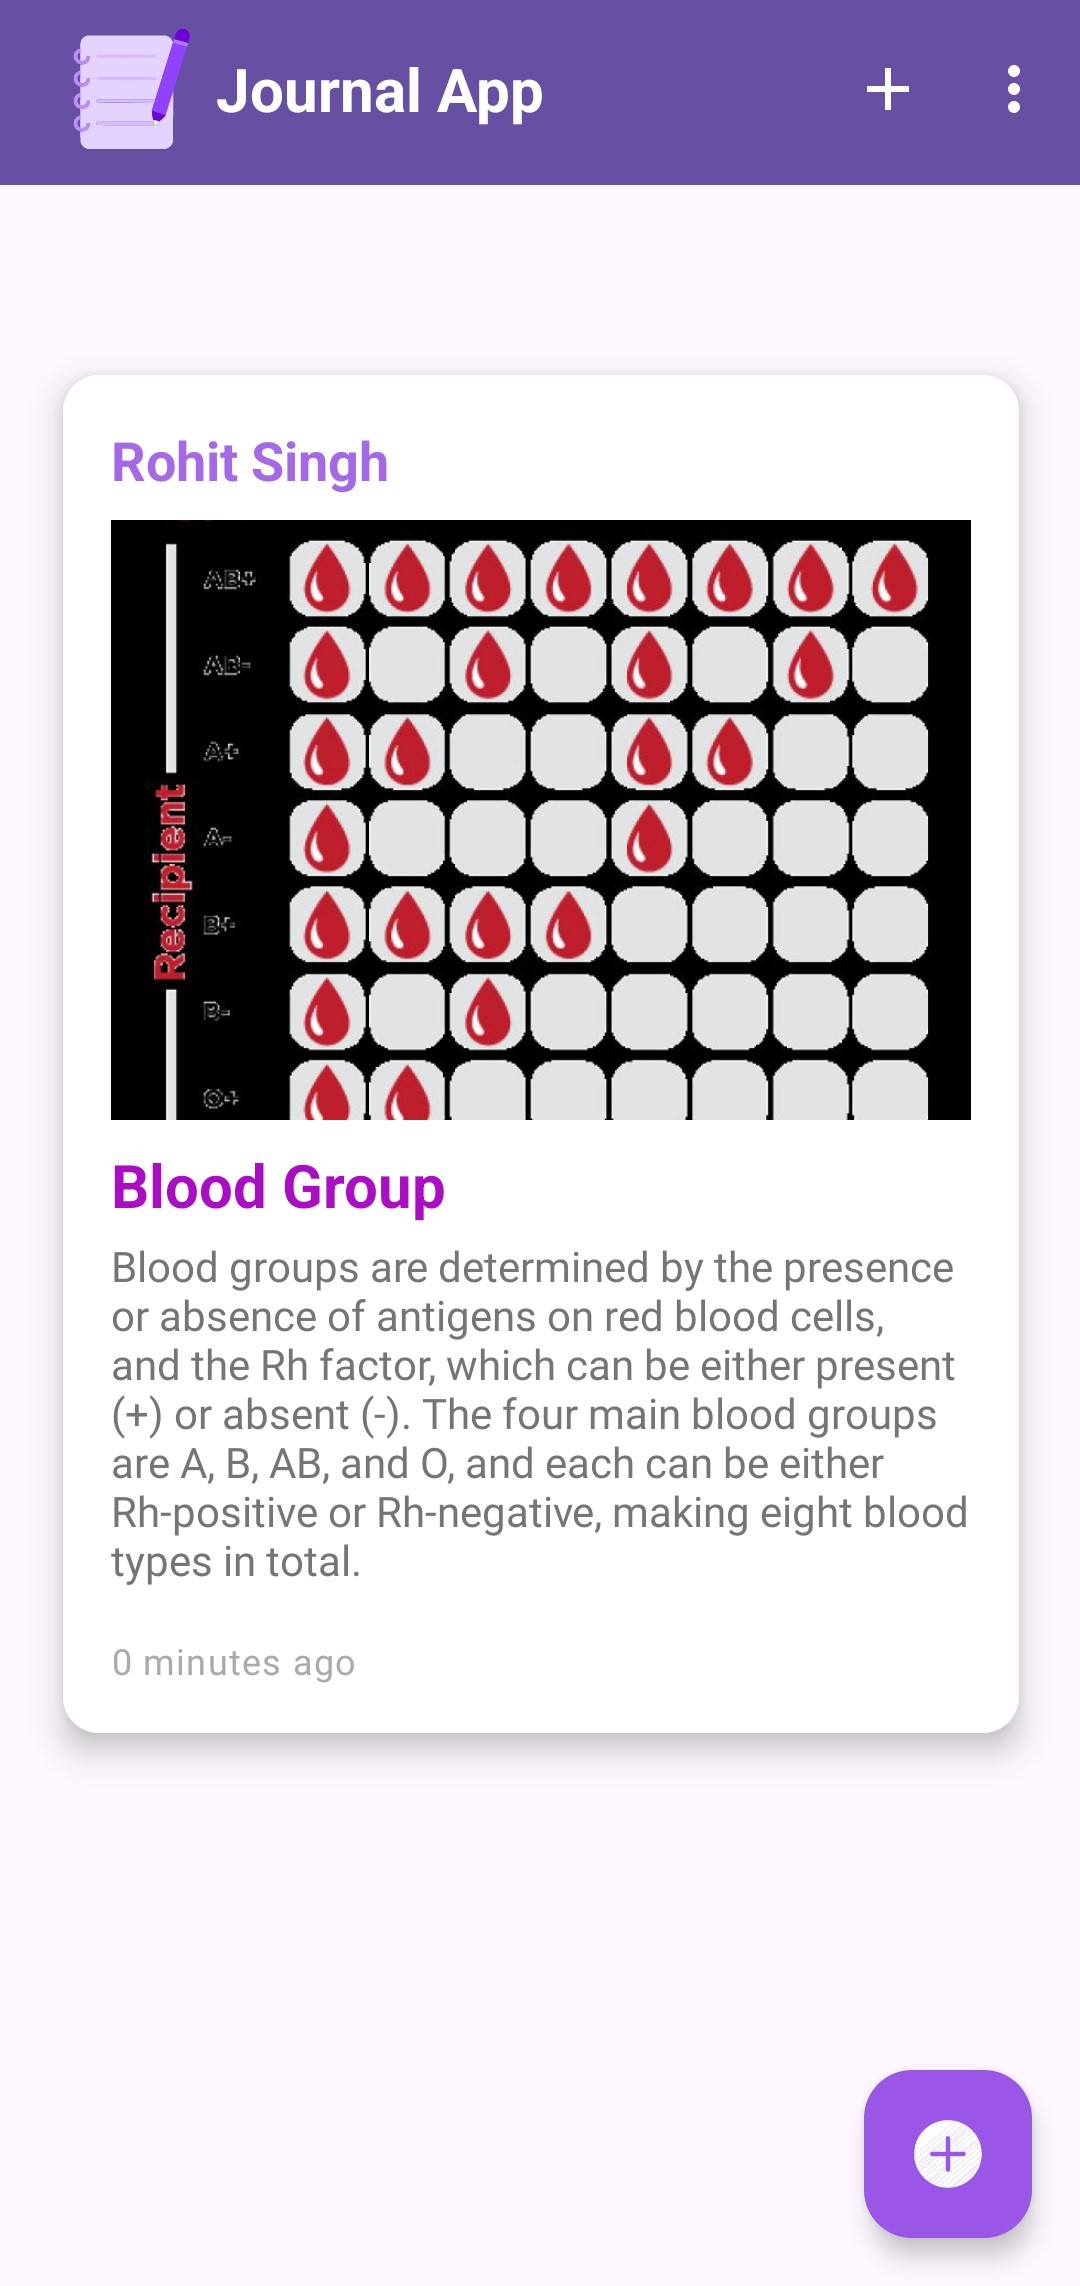 Journal App
Rohit Singh
AB+
AB-
A+
A-
B+
B-
O+
Recipient
Blood Group
Blood groups are determined by the presence
or absence of antigens on red blood cells,
and the Rh factor, which can be either present
(+) or absent (-). The four main blood groups
are A, B, AB, and O, and each can be either
Rh-positive or Rh-negative, making eight blood
types in total.
0 minutes ago